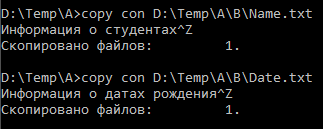 D:\Temp\A>copy con D:\Temp\A\B\Name.txt
Информация о студентах^Z
Скопировано файлов:         1.
D:\Temp\A>copy con D:\Temp\A\B\Date.txt
Информация о датах рождения^Z
Скопировано файлов:         1.